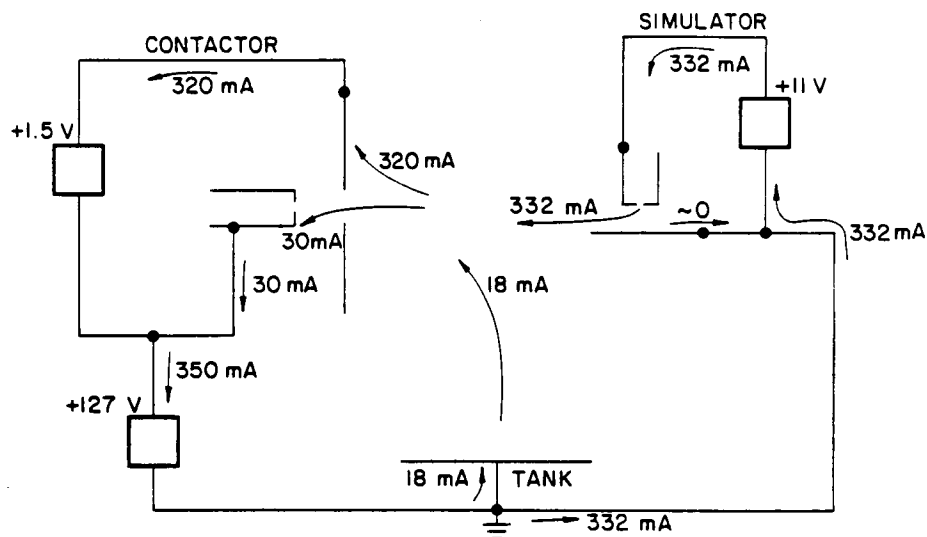 SIMULATOR
CONTACTOR
320 mA
332 mA
+11 V
+1.5 V
320 mA
332 mA
~0
30mA
332 mA
30 mA
18 mA
350 mA
+127 V
18 mA
TANK
332 mA